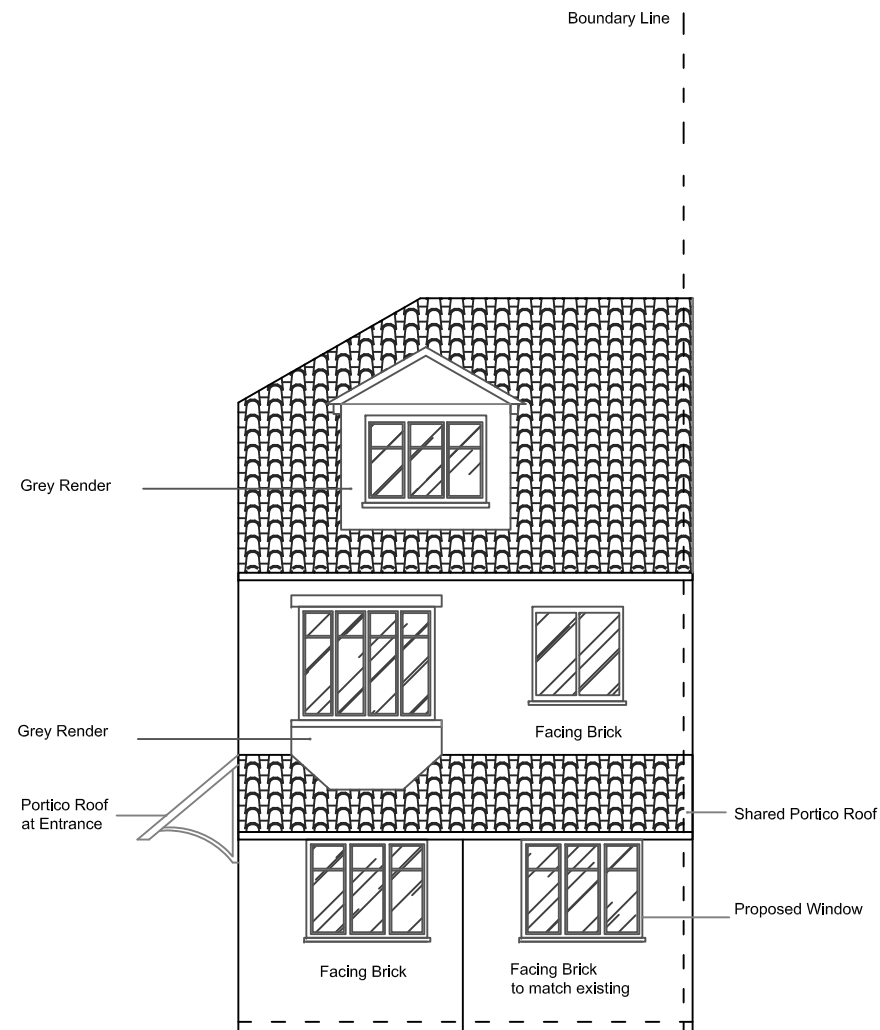 Boundary Line
Grey Render
Grey Render
Facing Brick
Portico Roof
at Entrance
Shared Portico Roof
Proposed Window
Facing Brick
Facing Brick
to match existing